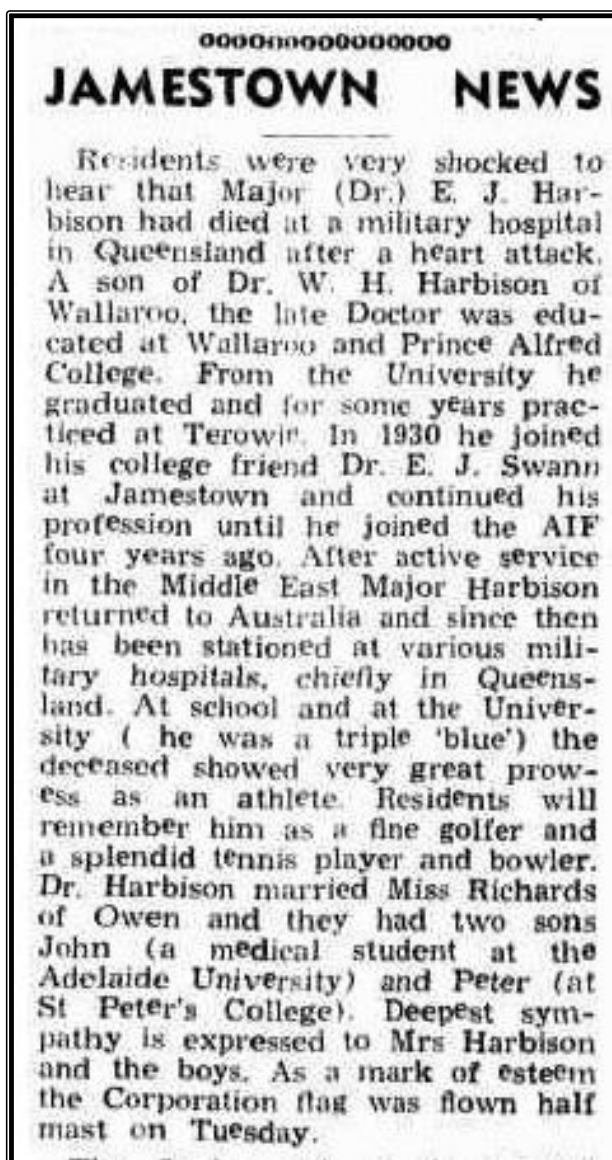 JAMESTOWN NEWS
Residents were very shocked to
hear that Major (Dr.) E. J. Har-
bison had died at a military hospital
in Queensland after a heart attack.
A son of Dr. W. H. Harbison of
Wallaroo, the late Doctor was edu-
cated at Wallaroo and Prince Alfred
College. From the University he
graduated and for some years prac-
ticed at Terowie. In 1930 he joined
his college friend Dr. E. J. Swann
at Jamestown and continued his
profession until he joined the AIF
four years ago. After active service
in the Middle East Major Harbison
returned to Australia and since then
has been stationed at various mili-
tary hospitals, chiefly in Queens-
land. At school and at the Univer-
sity ( he was a triple 'blue') the
deceased showed very great prow-
ess as an athlete. Residents will
remember him as a fine golfer and
a splendid tennis player and bowler.
Dr. Harbison married Miss Richards
of Owen and they had two sons
John (a medical student at the
Adelaide University) and Peter (at
St Peter's College). Deepest sym-
pathy is expressed to Mrs Harbison
and the boys. As a mark of esteem
the Corporation flag was flown half
mast on Tuesday.